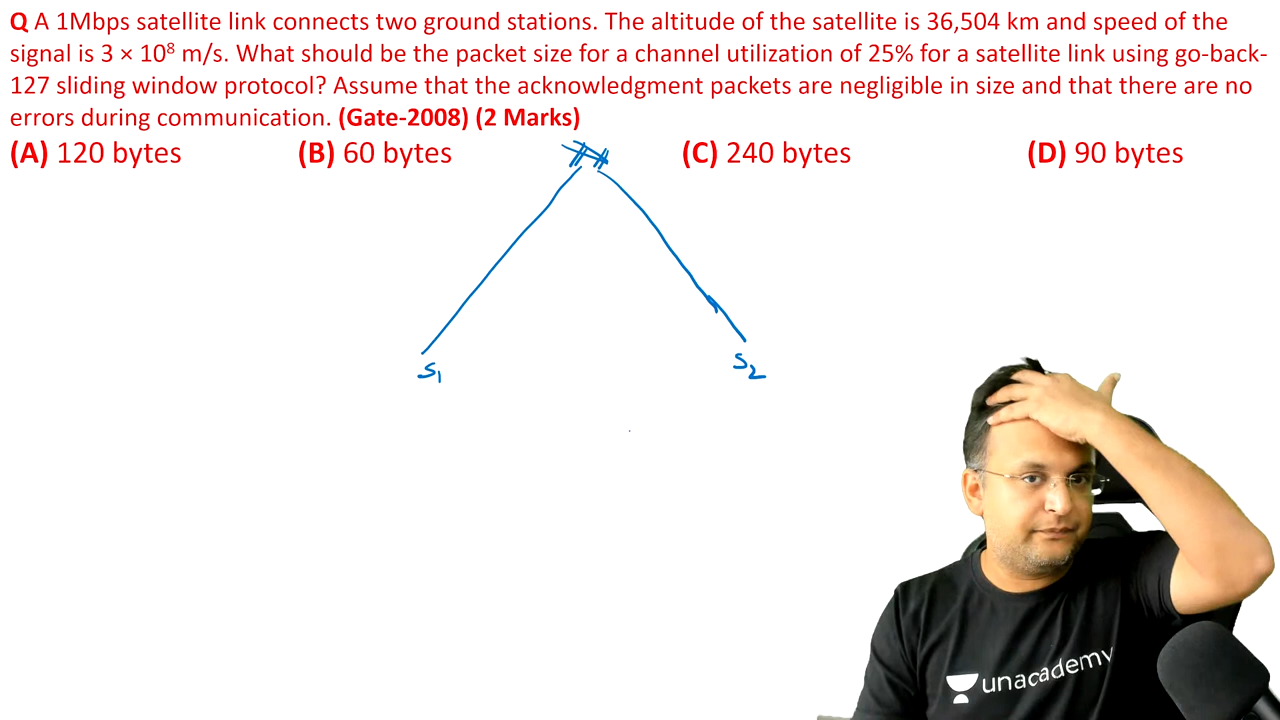 Q A 1Mbps satellite link connects two ground stations. The altitude of the satellite is 36,504 km and speed of the
signal is 3 × 10⁸ m/s. What should be the packet size for a channel utilization of 25% for a satellite link using go-back-
127 sliding window protocol? Assume that the acknowledgment packets are negligible in size and that there are no
errors during communication. (Gate-2008) (2 Marks)
(A) 120 bytes (B) 60 bytes (C) 240 bytes (D) 90 bytes
S₁ S₂
unacademy